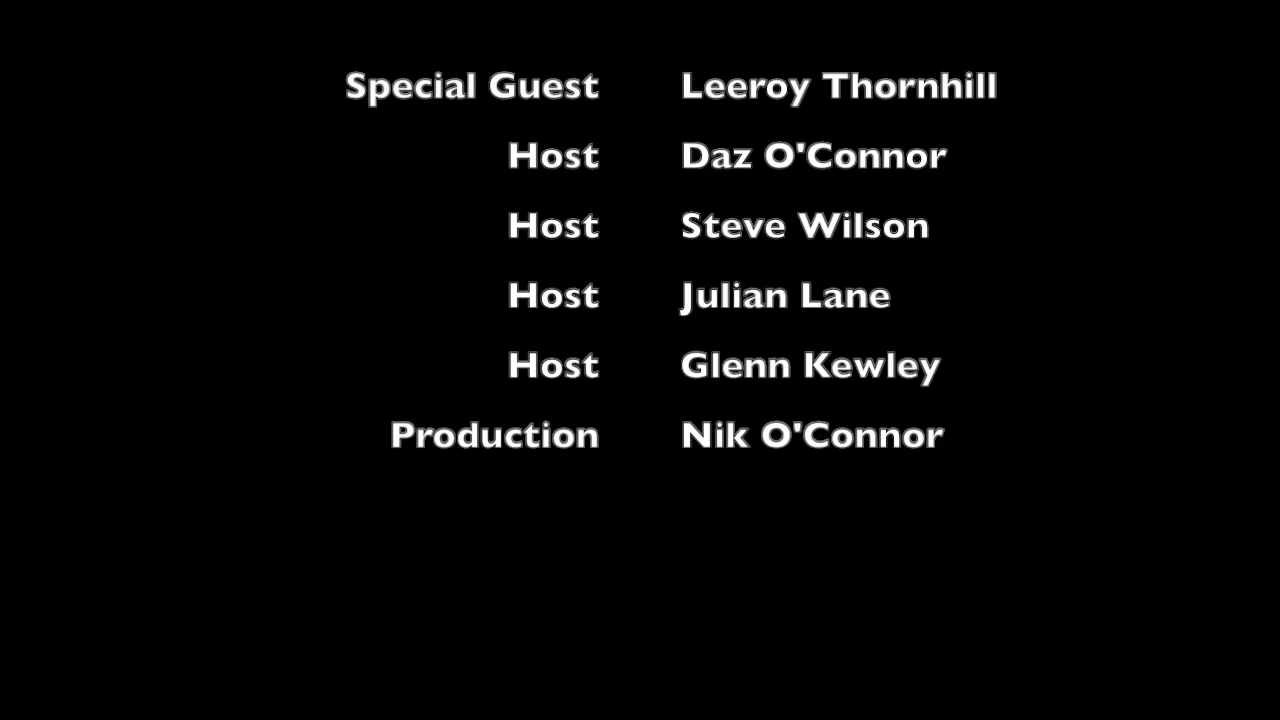 Special Guest Leeroy Thornhill
Host Daz O'Connor
Host Steve Wilson
Host Julian Lane
Host Glenn Kewley
Production Nik O'Connor